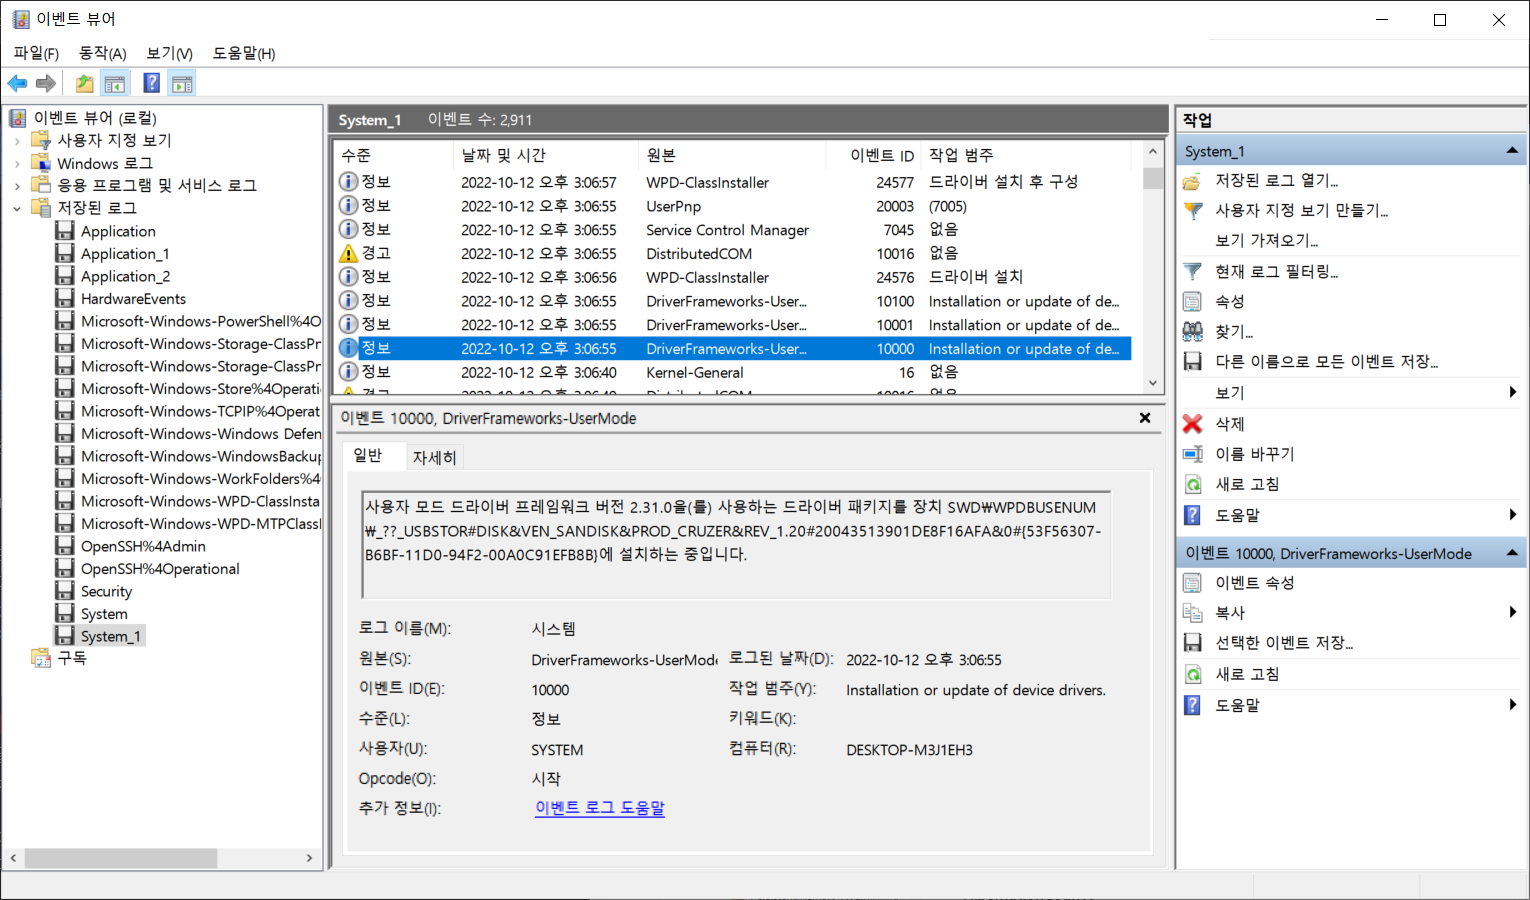 이벤트 뷰어
파일(F) 동작(A) 보기(V) 도움말(H)
이벤트 뷰어 (로컬)
사용자 지정 보기
Windows 로그
응용 프로그램 및 서비스 로그
저장된 로그
Application
Application_1
Application_2
HardwareEvents
Microsoft-Windows-PowerShell%4O
Microsoft-Windows-Storage-ClassPr
Microsoft-Windows-Storage-ClassPr
Microsoft-Windows-Store%4Operati
Microsoft-Windows-TCPIP%4Operat
Microsoft-Windows-Windows Defen
Microsoft-Windows-WindowsBackup
Microsoft-Windows-WorkFolders%4
Microsoft-Windows-WPD-ClassInsta
Microsoft-Windows-WPD-MTPClassI
OpenSSH%4Admin
OpenSSH%4Operational
Security
System
System_1
구독
System_1 이벤트 수: 2,911
수준 날짜 및 시간 원본 이벤트 ID 작업 범주
정보 2022-10-12 오후 3:06:57 WPD-ClassInstaller 24577 드라이버 설치 후 구성
정보 2022-10-12 오후 3:06:55 UserPnp 20003 (7005)
정보 2022-10-12 오후 3:06:55 Service Control Manager 7045 없음
경고 2022-10-12 오후 3:06:55 DistributedCOM 10016 없음
정보 2022-10-12 오후 3:06:56 WPD-ClassInstaller 24576 드라이버 설치
정보 2022-10-12 오후 3:06:55 DriverFrameworks-User... 10100 Installation or update of de...
정보 2022-10-12 오후 3:06:55 DriverFrameworks-User... 10001 Installation or update of de...
정보 2022-10-12 오후 3:06:55 DriverFrameworks-User... 10000 Installation or update of de...
정보 2022-10-12 오후 3:06:40 Kernel-General 16 없음
이벤트 10000, DriverFrameworks-UserMode
일반 자세히
사용자 모드 드라이버 프레임워크 버전 2.31.0을(를) 사용하는 드라이버 패키지를 장치 SWD₩WPDBUSENUM
₩_??_USBSTOR#DISK&VEN_SANDISK&PROD_CRUZER&REV_1.20#20043513901DE8F16AFA&0#{53F56307-
B6BF-11D0-94F2-00A0C91EFB8B}에 설치하는 중입니다.
로그 이름(M): 시스템
원본(S): DriverFrameworks-UserMode 로그된 날짜(D): 2022-10-12 오후 3:06:55
이벤트 ID(E): 10000 작업 범주(Y): Installation or update of device drivers.
수준(L): 정보 키워드(K):
사용자(U): SYSTEM 컴퓨터(R): DESKTOP-M3J1EH3
Opcode(O): 시작
추가 정보(I): 이벤트 로그 도움말
작업
System_1
저장된 로그 열기...
사용자 지정 보기 만들기...
보기 가져오기...
현재 로그 필터링...
속성
찾기...
다른 이름으로 모든 이벤트 저장...
보기
삭제
이름 바꾸기
새로 고침
도움말
이벤트 10000, DriverFrameworks-UserMode
이벤트 속성
복사
선택한 이벤트 저장...
새로 고침
도움말